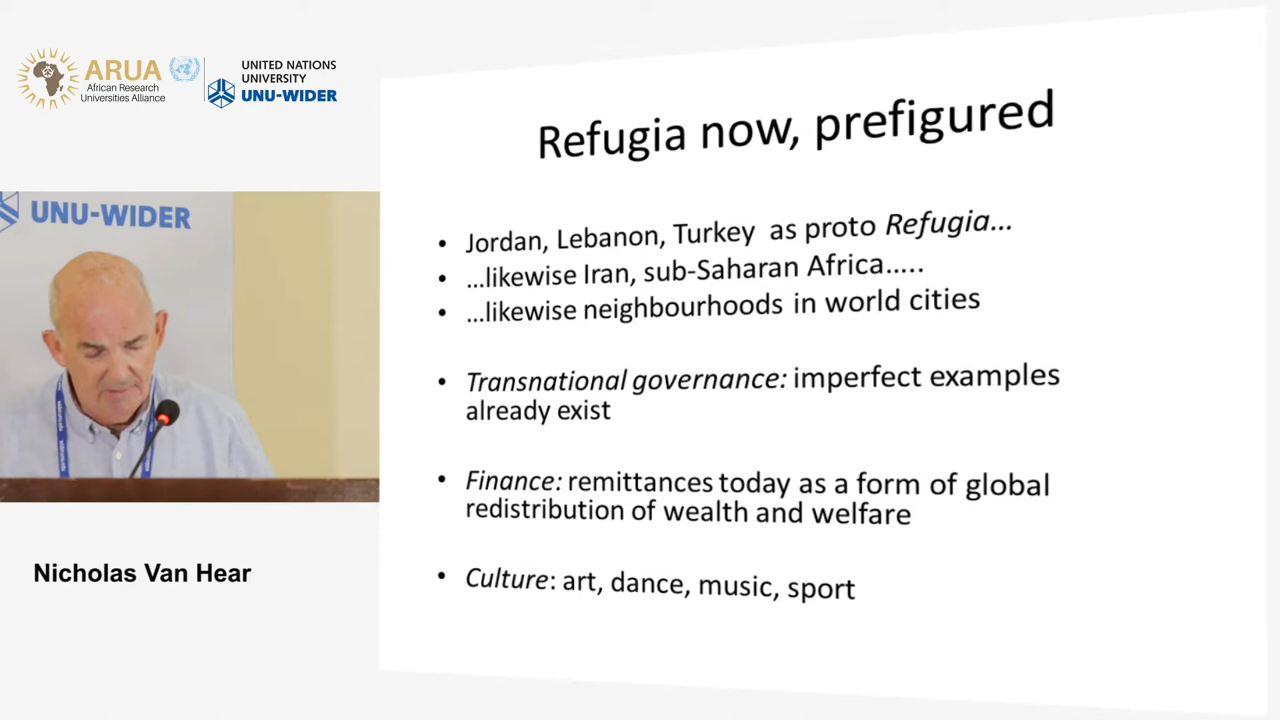 ARUA
African Research
Universities Alliance
UNITED NATIONS
UNIVERSITY
UNU-WIDER
UNU-WIDER
Nicholas Van Hear
Refugia now, prefigured
• Jordan, Lebanon, Turkey as proto Refugia...
• ...likewise Iran, sub-Saharan Africa.....
• ...likewise neighbourhoods in world cities
• Transnational governance: imperfect examples
already exist
• Finance: remittances today as a form of global
redistribution of wealth and welfare
• Culture: art, dance, music, sport